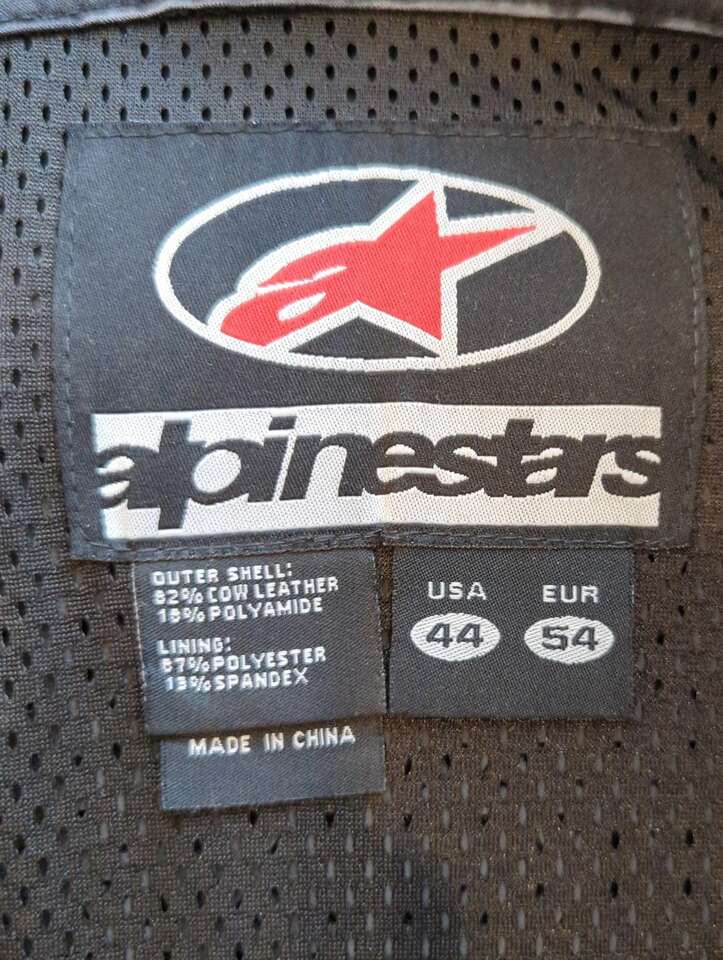 alpinestars
OUTER SHELL:
82% COW LEATHER
18% POLYAMIDE
LINING:
87% POLYESTER
13% SPANDEX
MADE IN CHINA
USA EUR
44 54